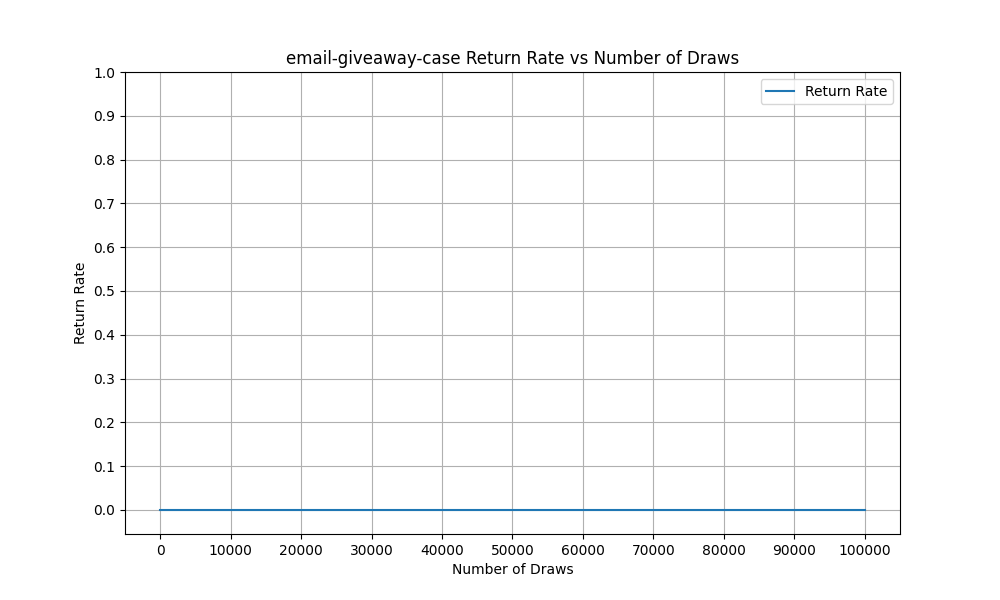 email-giveaway-case Return Rate vs Number of Draws
Return Rate
1.0
0.9
0.8
0.7
0.6
0.5
0.4
0.3
0.2
0.1
0.0
Return Rate
0 10000 20000 30000 40000 50000 60000 70000 80000 90000 100000
Number of Draws